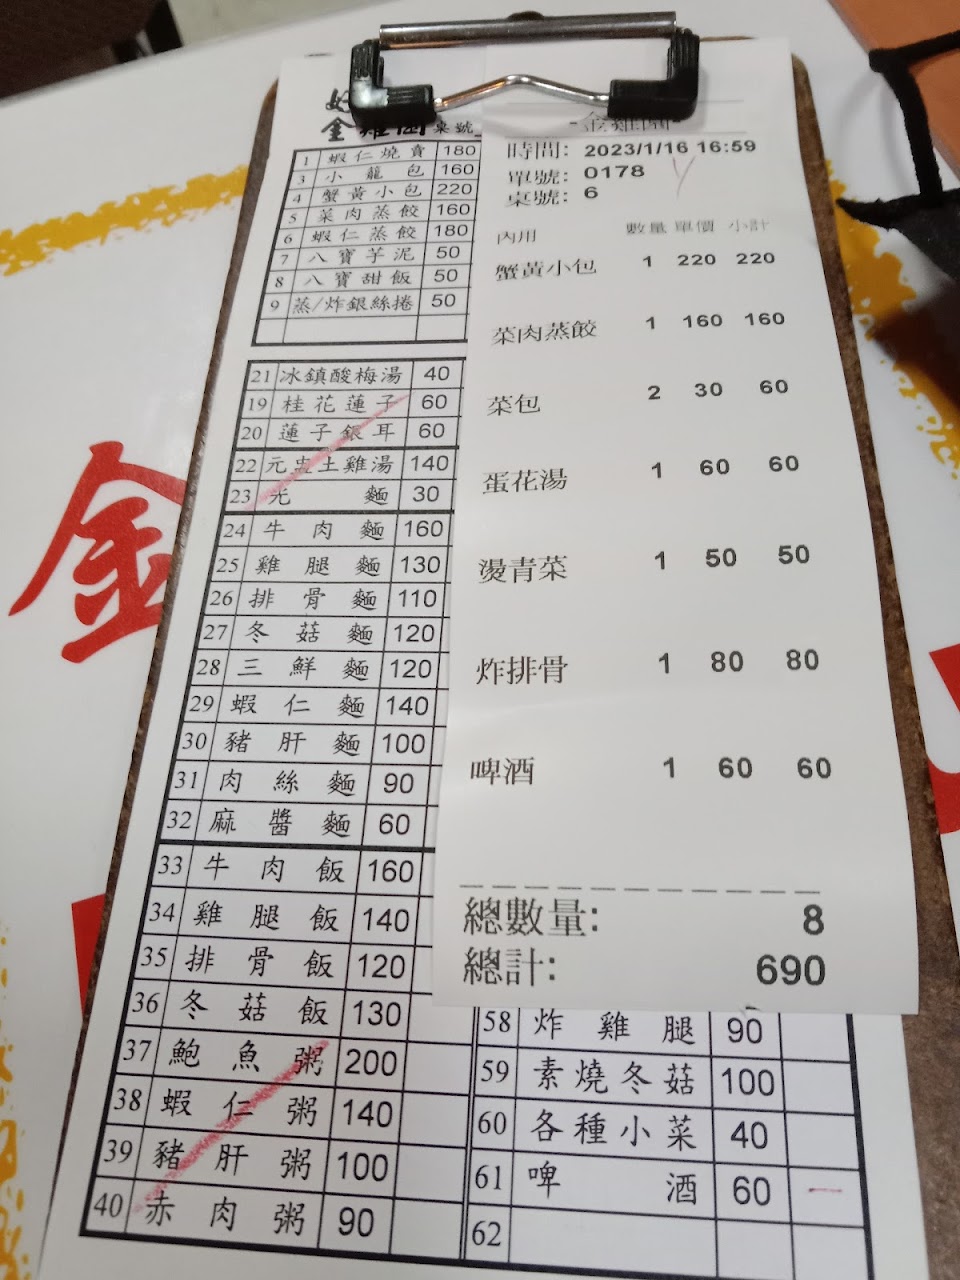 金雞園 桌號
1 蝦仁燒賣 180
3 小龍包 160
4 蟹黃小包 220
5 菜肉蒸餃 160
6 蝦仁蒸餃 180
7 八寶芋泥 50
8 八寶甜飯 50
9 蒸/炸銀絲捲 50
21 冰鎮酸梅湯 40
19 桂花蓮子 60
20 蓮子銀耳 60
22 元盅土雞湯 140
23 光麵 30
24 牛肉麵 160
25 雞腿麵 130
26 排骨麵 110
27 冬菇麵 120
28 三鮮麵 120
29 蝦仁麵 140
30 豬肝麵 100
31 肉絲麵 90
32 麻醬麵 60
33 牛肉飯 160
34 雞腿飯 140
35 排骨飯 120
36 冬菇飯 130
37 鮑魚粥 200
38 蝦仁粥 140
39 豬肝粥 100
40 赤肉粥 90
58 炸雞腿 90
59 素燒冬菇 100
60 各種小菜 40
61 啤酒 60 一
62
-金雞園-
時間: 2023/1/16 16:59
單號: 0178
桌號: 6
內用 數量 單價 小計
蟹黃小包 1 220 220
菜肉蒸餃 1 160 160
菜包 2 30 60
蛋花湯 1 60 60
燙青菜 1 50 50
炸排骨 1 80 80
啤酒 1 60 60
總數量: 8
總計: 690
金